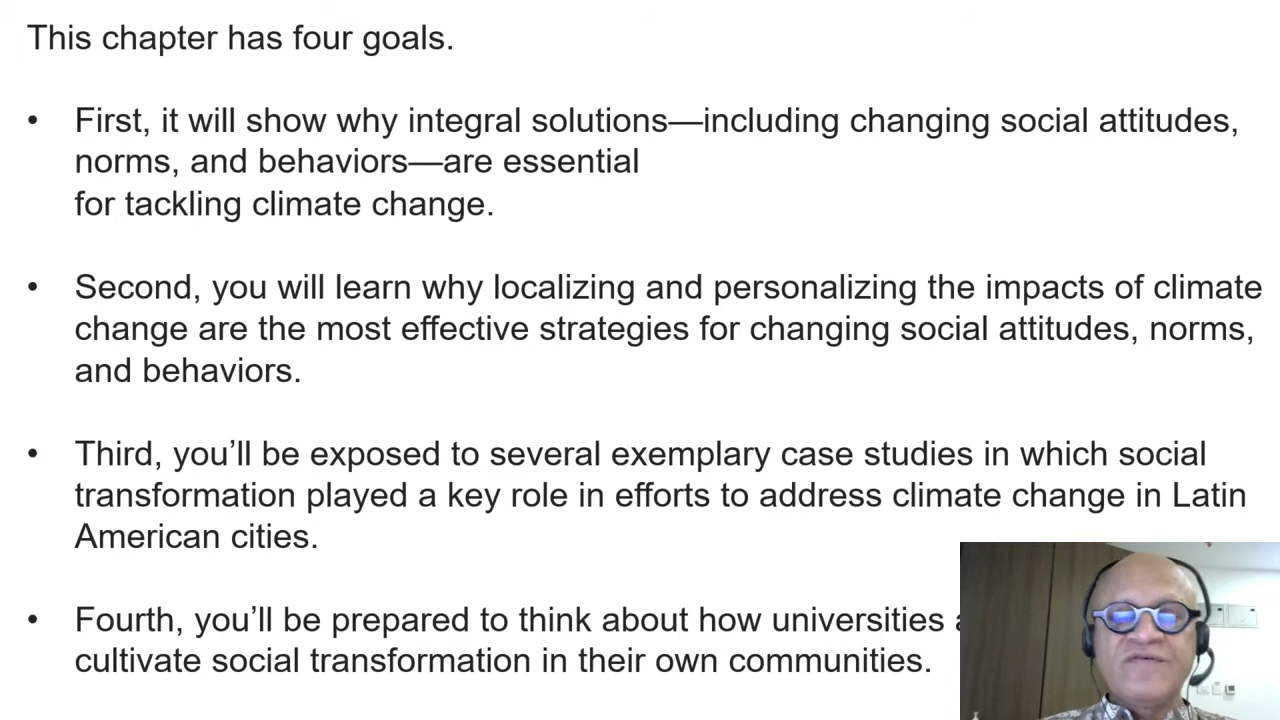 This chapter has four goals.
• First, it will show why integral solutions—including changing social attitudes,
norms, and behaviors—are essential
for tackling climate change.
• Second, you will learn why localizing and personalizing the impacts of climate
change are the most effective strategies for changing social attitudes, norms,
and behaviors.
• Third, you’ll be exposed to several exemplary case studies in which social
transformation played a key role in efforts to address climate change in Latin
American cities.
• Fourth, you’ll be prepared to think about how universities
cultivate social transformation in their own communities.